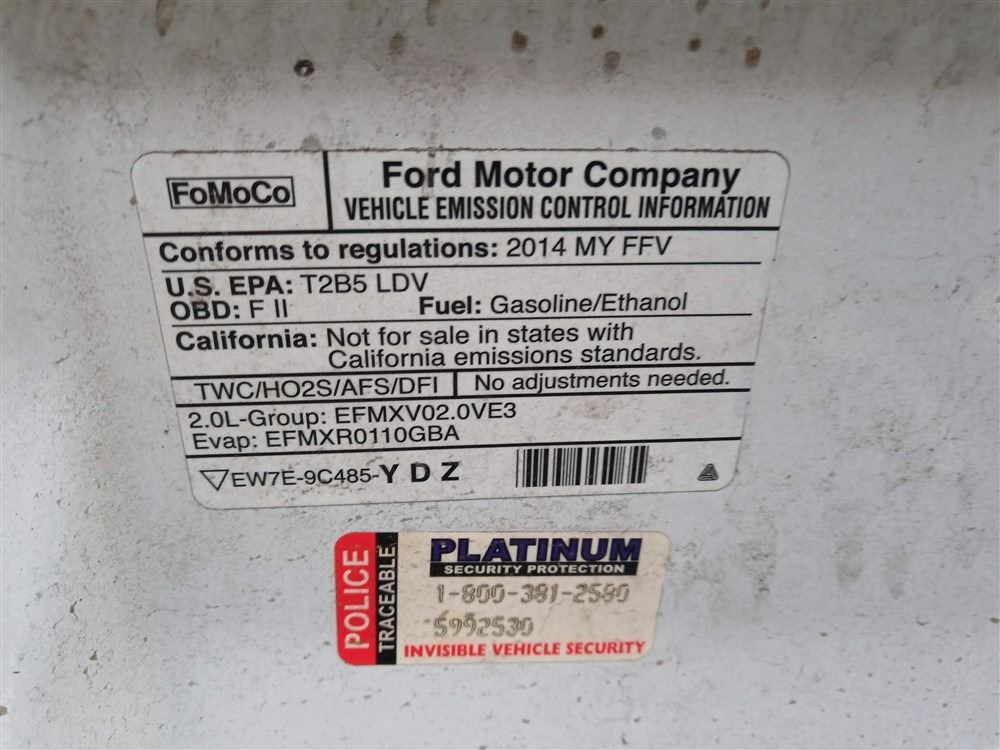 FoMoCo
Ford Motor Company
VEHICLE EMISSION CONTROL INFORMATION
Conforms to regulations: 2014 MY FFV
U.S. EPA: T2B5 LDV
OBD: F II Fuel: Gasoline/Ethanol
California: Not for sale in states with
California emissions standards.
TWC/HO2S/AFS/DFI No adjustments needed.
2.0L-Group: EFMXV02.0VE3
Evap: EFMXR0110GBA
EW7E-9C485-Y D Z
POLICE
TRACEABLE
PLATINUM
SECURITY PROTECTION
1-800-381-2580
5992530
INVISIBLE VEHICLE SECURITY